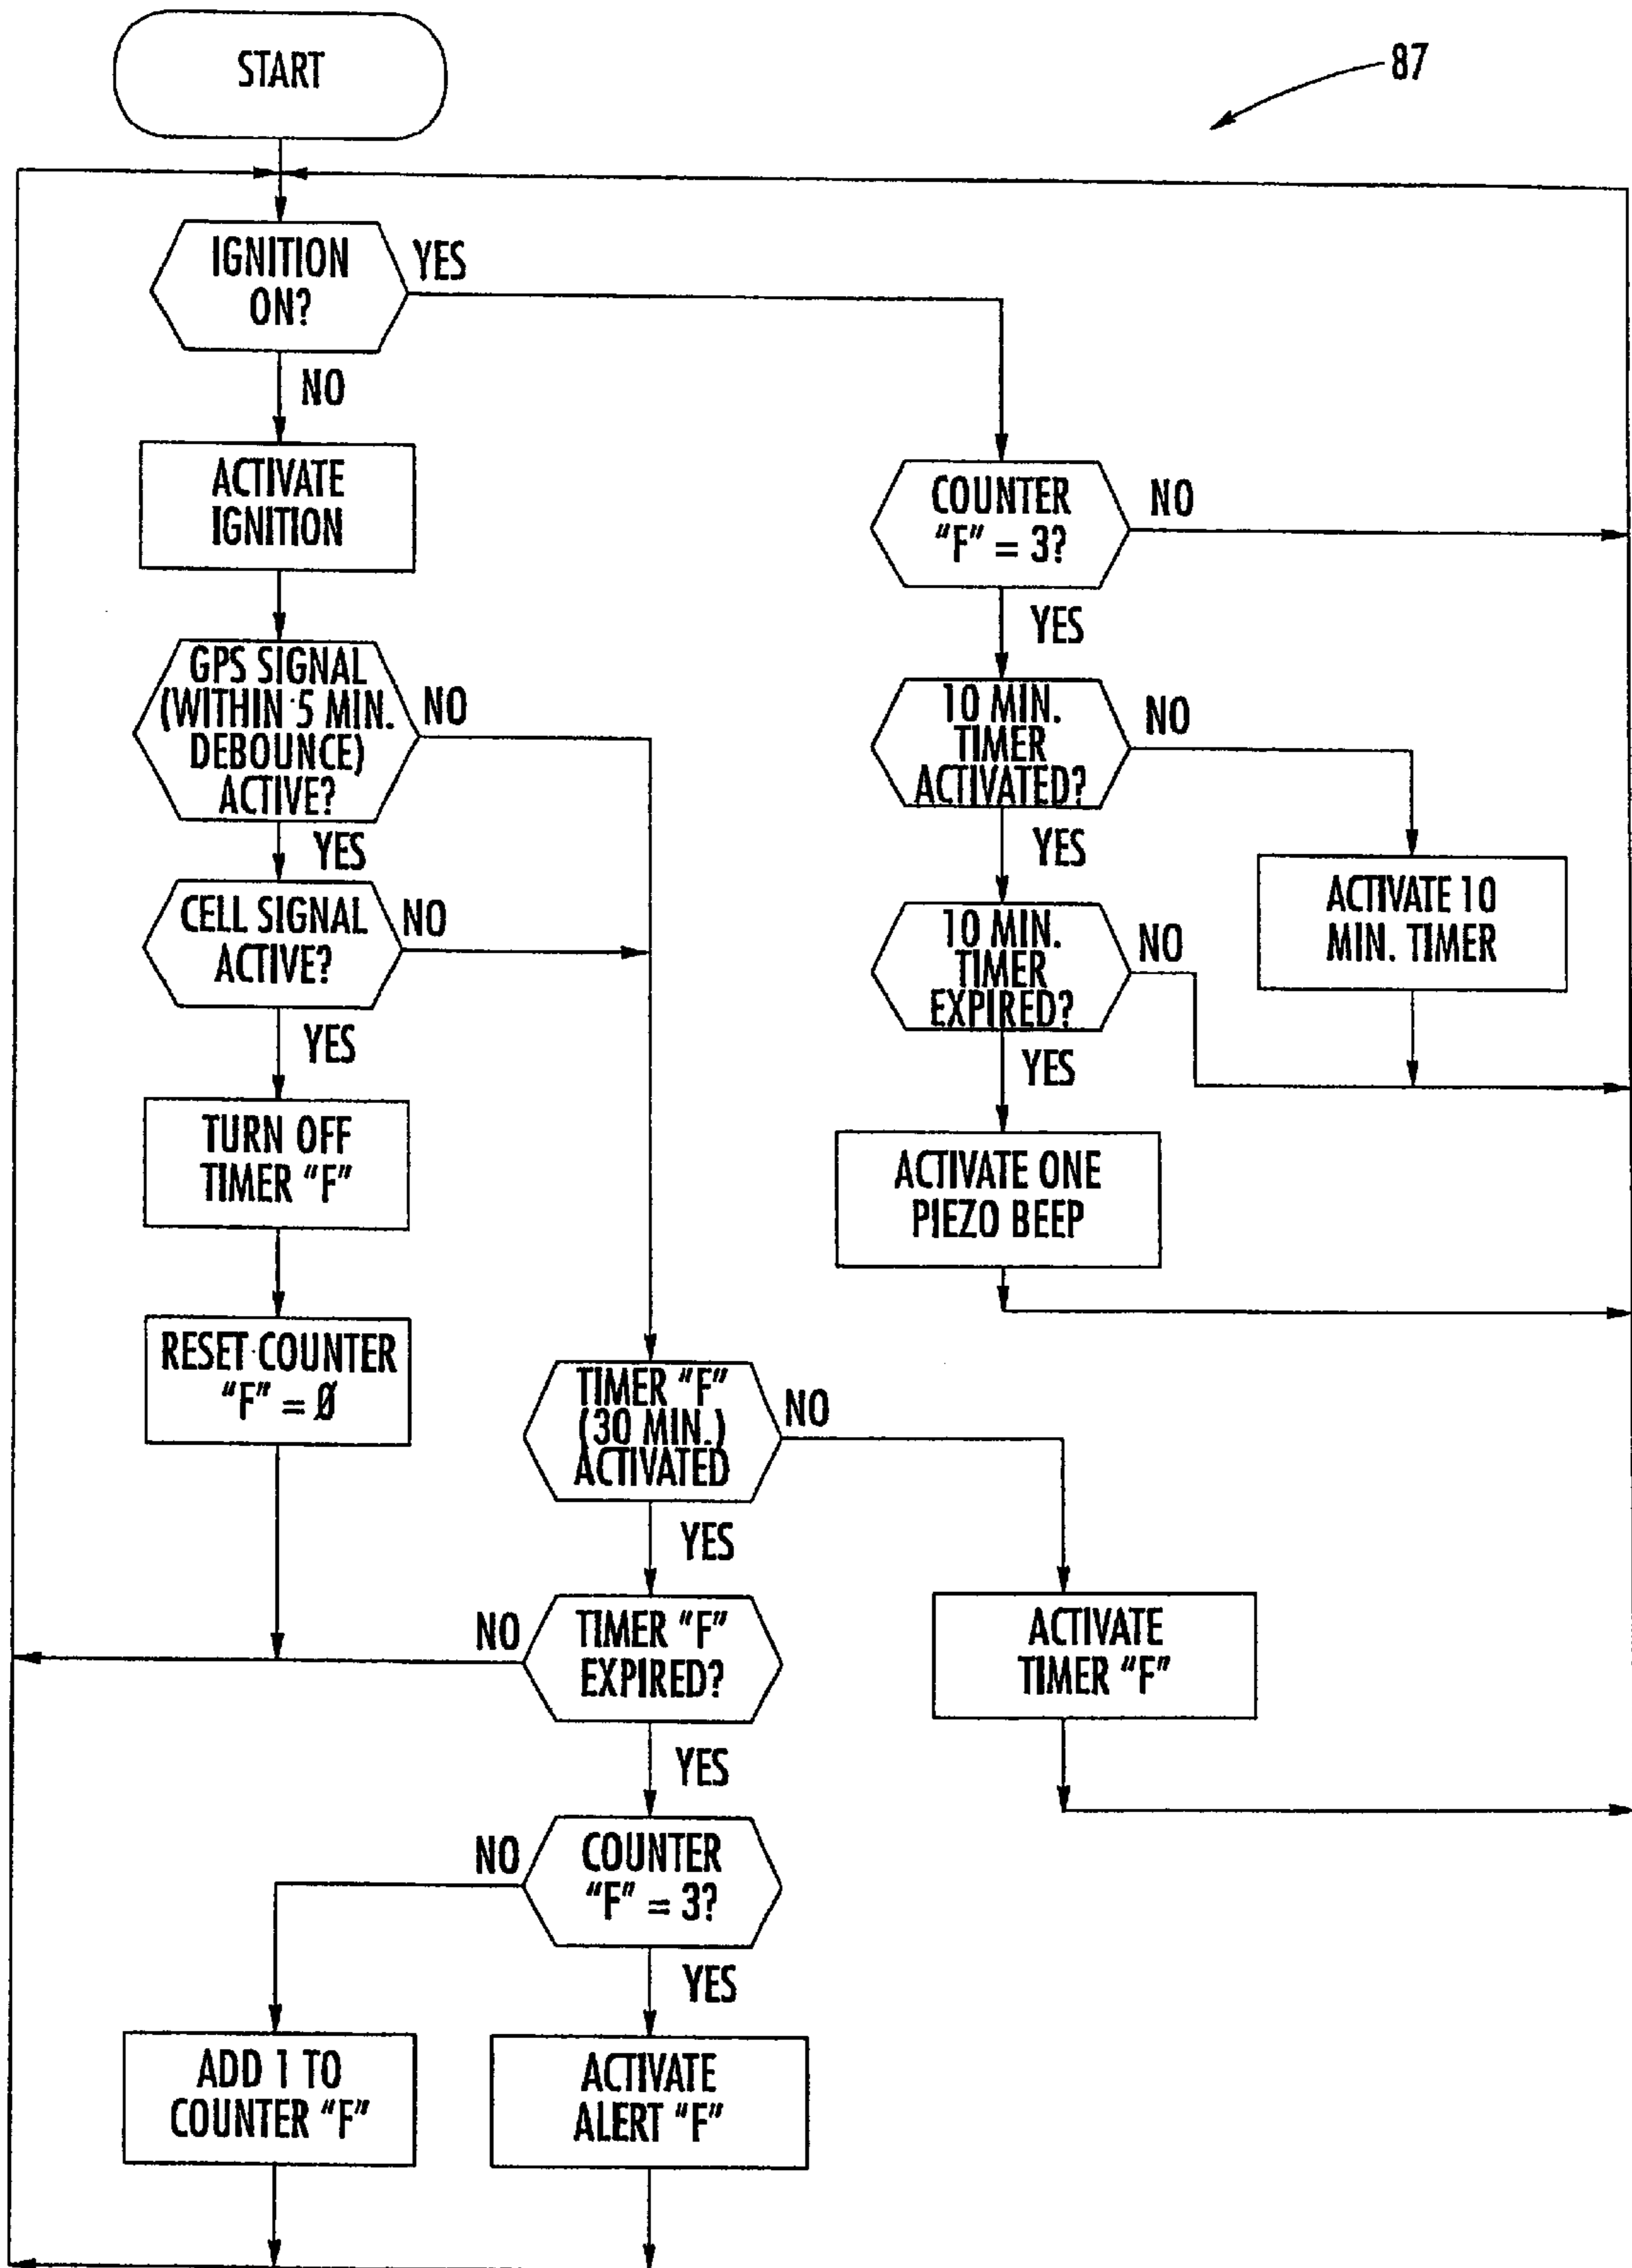 START
87
IGNITION
ON?
YES
NO
ACTIVATE
IGNITION
COUNTER
"F" = 3?
NO
YES
GPS SIGNAL
(WITHIN 5 MIN.
DEBOUNCE)
ACTIVE?
NO
YES
10 MIN.
TIMER
ACTIVATED?
NO
YES
ACTIVATE 10
MIN. TIMER
CELL SIGNAL
ACTIVE?
NO
YES
10 MIN.
TIMER
EXPIRED?
NO
YES
TURN OFF
TIMER "F"
ACTIVATE ONE
PIEZO BEEP
RESET COUNTER
"F" = Ø
TIMER "F"
(30 MIN.)
ACTIVATED
NO
YES
NO
TIMER "F"
EXPIRED?
YES
ACTIVATE
TIMER "F"
NO
COUNTER
"F" = 3?
YES
ADD 1 TO
COUNTER "F"
ACTIVATE
ALERT "F"